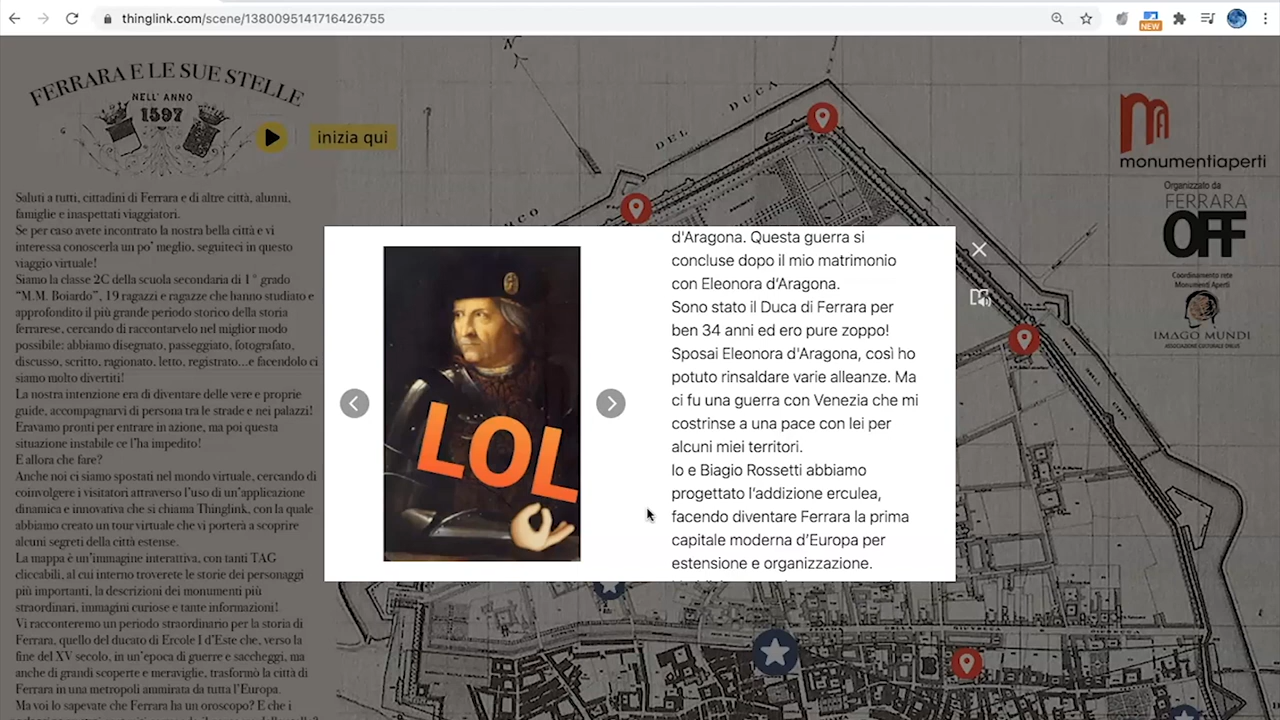 thinglink.com/scene/1380095141716426755
NEW
FERRARA E LE SUE STELLE
NELL' ANNO
1597
inizia qui
Saluti a tutti, cittadini di Ferrara e di altre città, alunni,
famiglie e inaspettati viaggiatori.
Se per caso avete incontrato la nostra bella città e vi
interessa conoscerla un po' meglio, seguiteci in questo
viaggio virtuale!
Siamo la classe 2C della scuola secondaria di 1° grado
“M.M. Boiardo”, 19 ragazzi e ragazze che hanno studiato e
approfondito il più grande periodo storico della storia
ferrarese, cercando di raccontarvelo nel miglior modo
possibile: abbiamo disegnato, passeggiato, fotografato,
discusso, scritto, ragionato, letto, registrato...e facendolo ci
siamo molto divertiti!
La nostra intenzione era di diventare delle vere e proprie
guide, accompagnarvi di persona tra le strade e nei palazzi!
Eravamo pronti per entrare in azione, ma poi questa
situazione instabile ce l'ha impedito!
E allora che fare?
Anche noi ci siamo spostati nel mondo virtuale, cercando di
coinvolgere i visitatori attraverso l'uso di un'applicazione
dinamica e innovativa che si chiama Thinglink, con la quale
abbiamo creato un tour virtuale che vi porterà a scoprire
alcuni segreti della città estense.
La mappa è un'immagine interattiva, con tanti TAG
cliccabili, al cui interno troverete le storie dei personaggi
più importanti, la descrizioni dei monumenti più
straordinari, immagini curiose e tante informazioni!
Vi racconteremo un periodo straordinario per la storia di
Ferrara, quello del ducato di Ercole I d'Este che, verso la
fine del XV secolo, in un'epoca di guerre e saccheggi, ma
anche di grandi scoperte e meraviglie, trasformò la città di
Ferrara in una metropoli ammirata da tutta l'Europa.
Ma voi lo sapevate che Ferrara ha un oroscopo? E che i
N
DEL DUCA
LOL
d'Aragona. Questa guerra si
concluse dopo il mio matrimonio
con Eleonora d’Aragona.
Sono stato il Duca di Ferrara per
ben 34 anni ed ero pure zoppo!
Sposai Eleonora d'Aragona, così ho
potuto rinsaldare varie alleanze. Ma
ci fu una guerra con Venezia che mi
costrinse a una pace con lei per
alcuni miei territori.
Io e Biagio Rossetti abbiamo
progettato l’addizione erculea,
facendo diventare Ferrara la prima
capitale moderna d’Europa per
estensione e organizzazione.
monumentiaperti
Organizzato da
FERRARA
OFF
Coordinamento rete
Monumenti Aperti
IMAGO MUNDI
ASSOCIAZIONE CULTURALE ONLUS